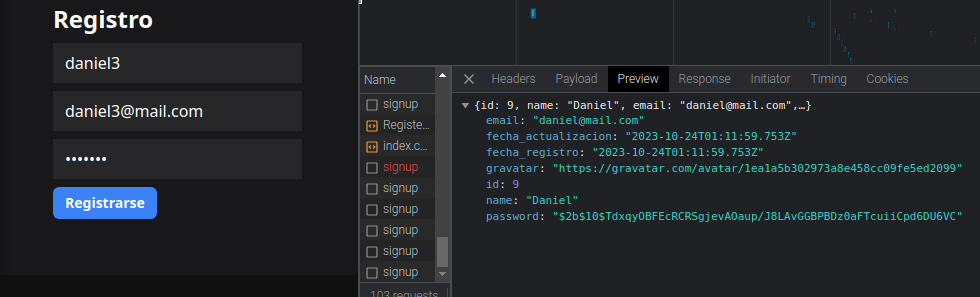 Registro
daniel3
daniel3@mail.com
•••••••
Registrarse
Name
signup
Registe...
index.c...
signup
signup
signup
signup
signup
signup
103 requests
Headers Payload Preview Response Initiator Timing Cookies
{id: 9, name: "Daniel", email: "daniel@mail.com",…}
email: "daniel@mail.com"
fecha_actualizacion: "2023-10-24T01:11:59.753Z"
fecha_registro: "2023-10-24T01:11:59.753Z"
gravatar: "https://gravatar.com/avatar/1ea1a5b302973a8e458cc09fe5ed2099"
id: 9
name: "Daniel"
password: "$2b$10$TdxqyOBFEcRCRSgjevAOaup/J8LAvGGBPBDz0aFTcuiiCpd6DU6VC"